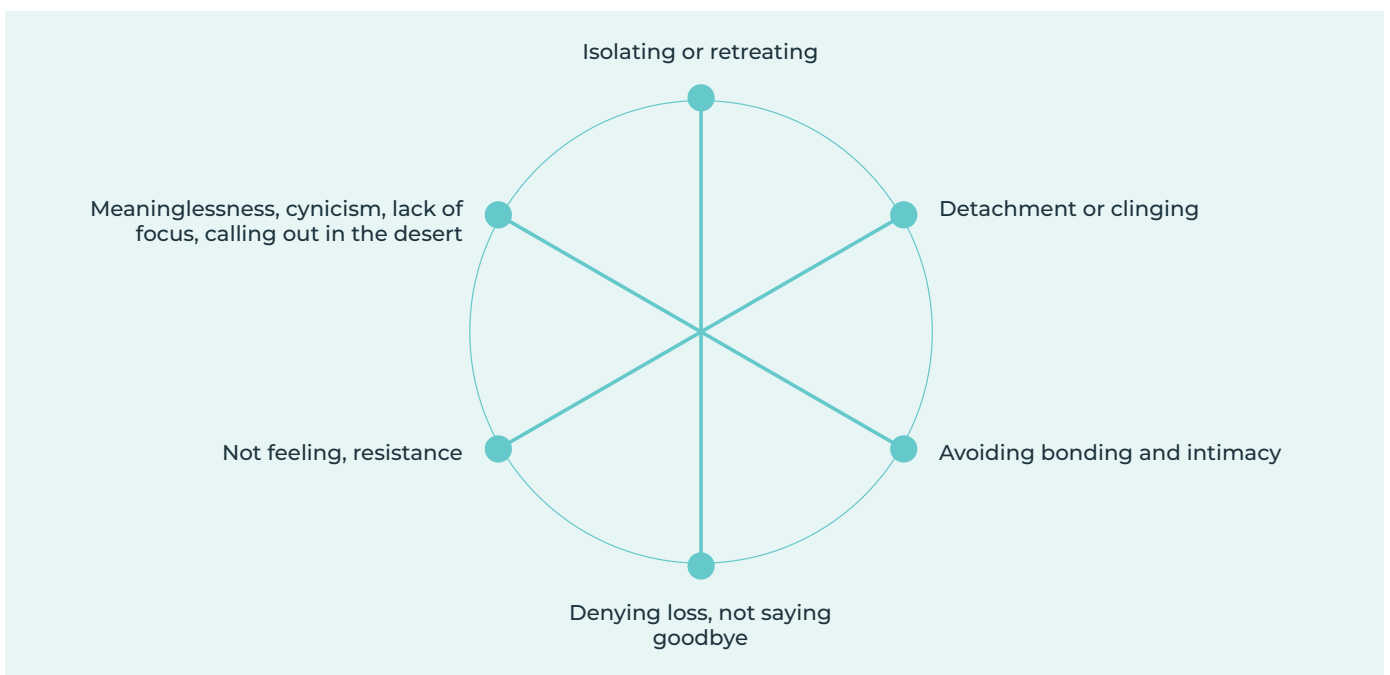 Isolating or retreating
Detachment or clinging
Avoiding bonding and intimacy
Denying loss, not saying
goodbye
Not feeling, resistance
Meaninglessness, cynicism, lack of
focus, calling out in the desert